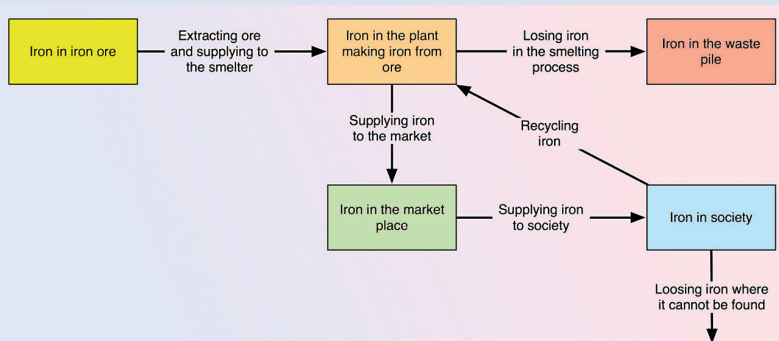 Iron in iron ore
Extracting ore
and supplying to
the smelter
Iron in the plant
making iron from
ore
Losing iron
in the smelting
process
Iron in the waste
pile
Supplying iron
to the market
Recycling
iron
Iron in the market
place
Supplying iron
to society
Iron in society
Loosing iron where
it cannot be found